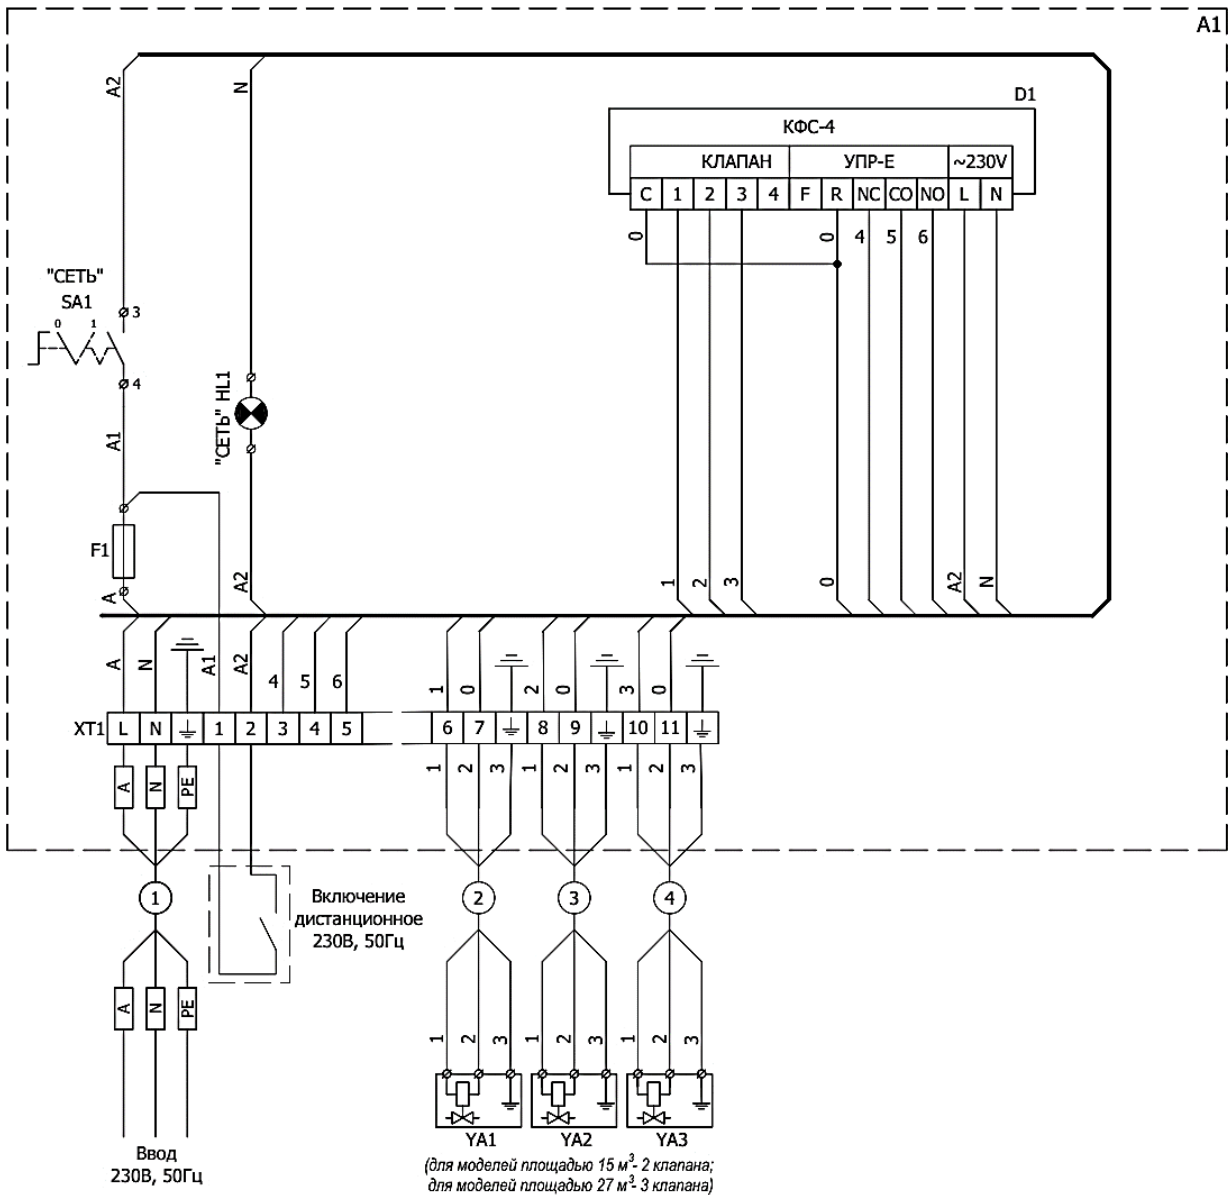 A1
A2
N
D1
КФС-4
КЛАПАН УПР-Е ~230V
C 1 2 3 4 F R NC CO NO L N
0 0 4 5 6
"СЕТЬ"
SA1
0 1
3
4
"СЕТЬ" HL1
A1
F1
A
A2
1 2 3 0 A2 N
A N A1 A2 4 5 6 1 0 2 0 3 0
XT1 L N 1 2 3 4 5 6 7 8 9 10 11
A N PE
1 2 3 1 2 3 1 2 3
1 2 3 4
Включение
дистанционное
230В, 50Гц
A N PE
1 2 3 1 2 3 1 2 3
YA1 YA2 YA3
Ввод
230В, 50Гц
(для моделей площадью 15 м³- 2 клапана;
для моделей площадью 27 м³- 3 клапана)